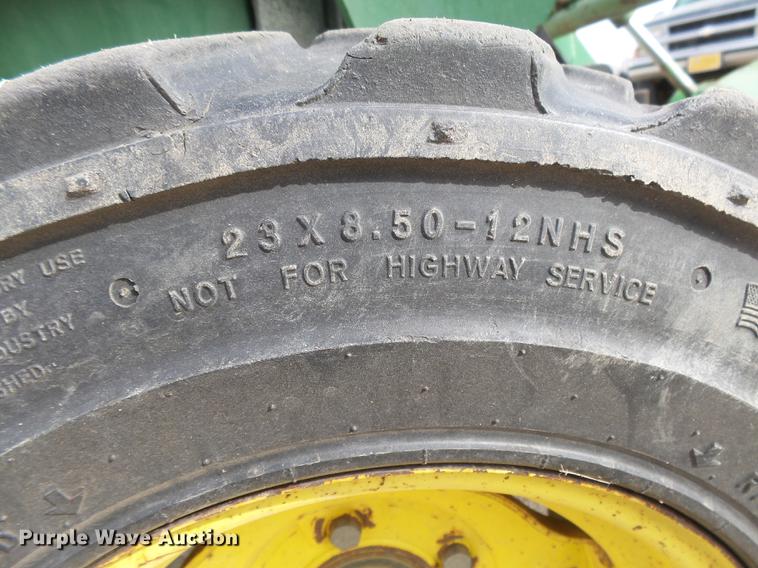 23X8.50-12NHS
NOT FOR HIGHWAY SERVICE
RY USE
BY
DUSTRY
SHED.
Purple Wave Auction